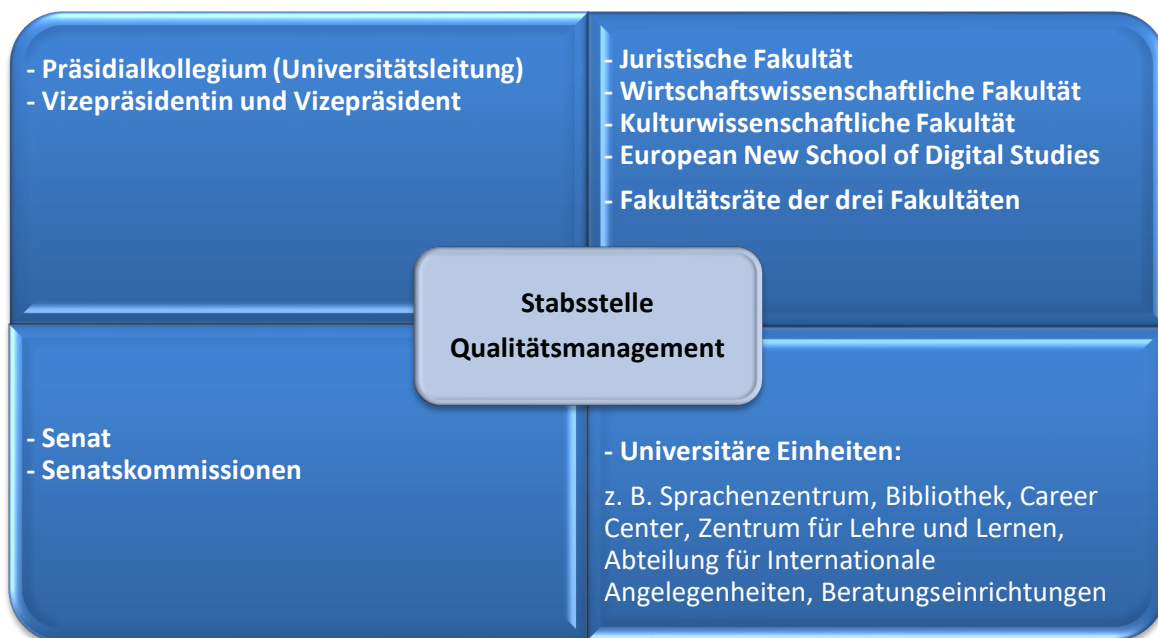 - Präsidialkollegium (Universitätsleitung)
- Vizepräsidentin und Vizepräsident
- Juristische Fakultät
- Wirtschaftswissenschaftliche Fakultät
- Kulturwissenschaftliche Fakultät
- European New School of Digital Studies
- Fakultätsräte der drei Fakultäten
Stabsstelle
Qualitätsmanagement
- Senat
- Senatskommissionen
- Universitäre Einheiten:
z. B. Sprachenzentrum, Bibliothek, Career
Center, Zentrum für Lehre und Lernen,
Abteilung für Internationale
Angelegenheiten, Beratungseinrichtungen